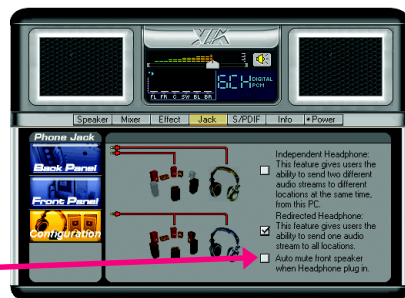 VIA
6CH DIGITAL
PCM
FL FR C SW BL BR
Speaker Mixer Effect Jack S/PDIF Info Power
Phone Jack
Back Panel
Front Panel
Configuration
Independent Headphone:
This feature gives users the
ability to send two different
audio streams to different
locations at the same time,
from this PC.
Redirected Headphone:
This feature gives users the
ability to send one audio
stream to all locations.
Auto mute front speaker
when Headphone plug in.